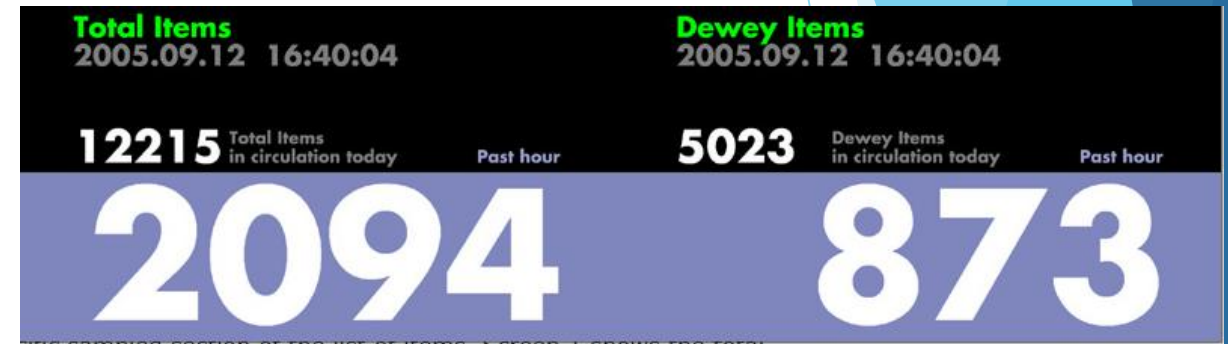 Total Items
2005.09.12 16:40:04
12215 Total Items
in circulation today
Past hour
2094
Dewey Items
2005.09.12 16:40:04
5023 Dewey Items
in circulation today
Past hour
873